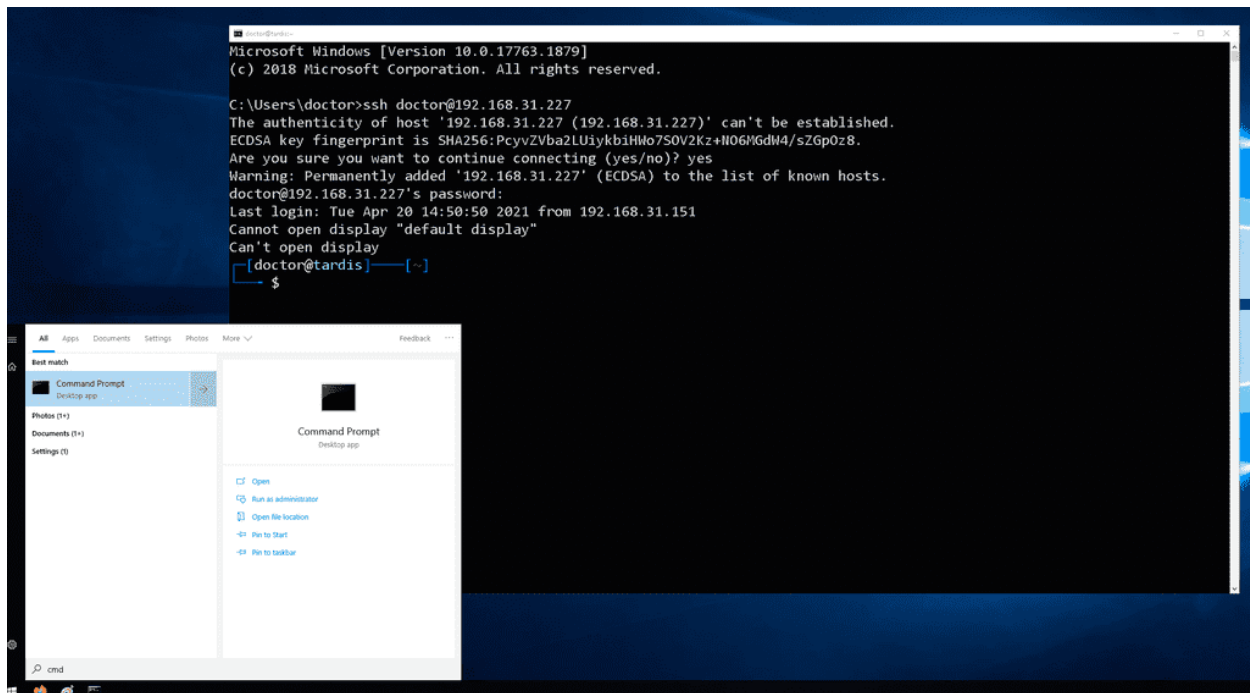 doctor@tardis:~
Microsoft Windows [Version 10.0.17763.1879]
(c) 2018 Microsoft Corporation. All rights reserved.
C:\Users\doctor>ssh doctor@192.168.31.227
The authenticity of host '192.168.31.227 (192.168.31.227)' can't be established.
ECDSA key fingerprint is SHA256:PcyvZVba2LUiykbiHWo7SOV2Kz+NO6MGdW4/sZGpOz8.
Are you sure you want to continue connecting (yes/no)? yes
Warning: Permanently added '192.168.31.227' (ECDSA) to the list of known hosts.
doctor@192.168.31.227's password:
Last login: Tue Apr 20 14:50:50 2021 from 192.168.31.151
Cannot open display "default display"
Can't open display
[doctor@tardis]——[~]
$
All Apps Documents Settings Photos More Feedback ...
Best match
Command Prompt
Desktop app
Photos (1+)
Documents (1+)
Settings (1)
Command Prompt
Desktop app
Open
Run as administrator
Open file location
Pin to Start
Pin to taskbar
cmd